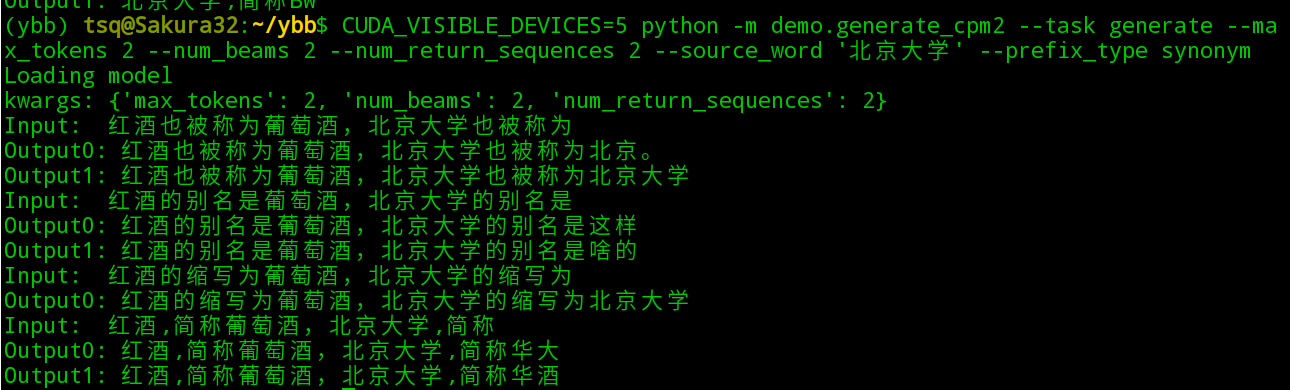 Output1: 北京大学,简称BW
(ybb) tsq@Sakura32:~/ybb$ CUDA_VISIBLE_DEVICES=5 python -m demo.generate_cpm2 --task generate --ma
x_tokens 2 --num_beams 2 --num_return_sequences 2 --source_word '北京大学' --prefix_type synonym
Loading model
kwargs: {'max_tokens': 2, 'num_beams': 2, 'num_return_sequences': 2}
Input:  红酒也被称为葡萄酒，北京大学也被称为
Output0: 红酒也被称为葡萄酒，北京大学也被称为北京。
Output1: 红酒也被称为葡萄酒，北京大学也被称为北京大学
Input:  红酒的别名是葡萄酒，北京大学的别名是
Output0: 红酒的别名是葡萄酒，北京大学的别名是这样
Output1: 红酒的别名是葡萄酒，北京大学的别名是啥的
Input:  红酒的缩写为葡萄酒，北京大学的缩写为
Output0: 红酒的缩写为葡萄酒，北京大学的缩写为北京大学
Input:  红酒,简称葡萄酒，北京大学,简称
Output0: 红酒,简称葡萄酒，北京大学,简称华大
Output1: 红酒,简称葡萄酒，北京大学,简称华酒